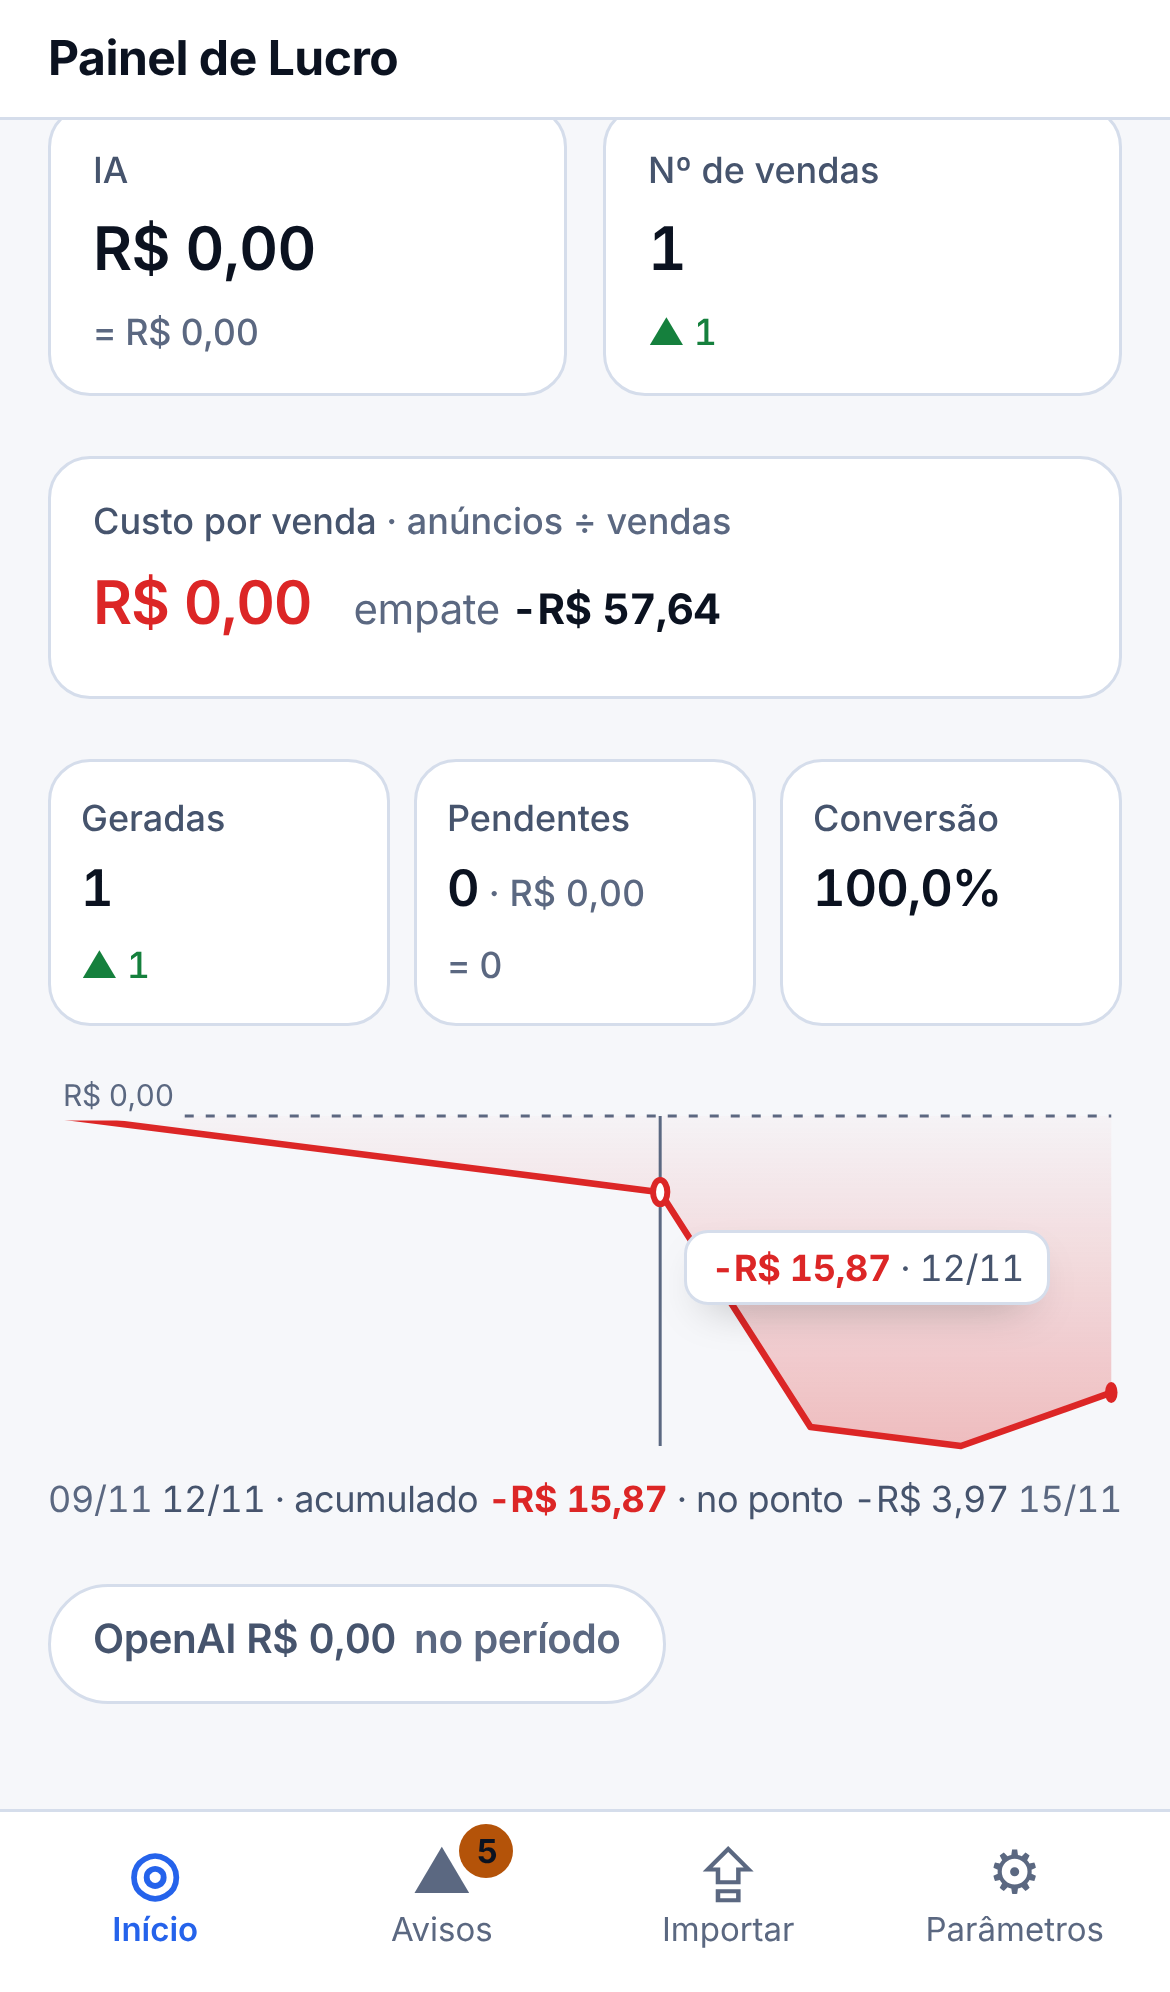 Painel de Lucro
IA
R$ 0,00
= R$ 0,00
Nº de vendas
1
▲ 1
Custo por venda · anúncios ÷ vendas
R$ 0,00 empate -R$ 57,64
Geradas
1
▲ 1
Pendentes
0 · R$ 0,00
= 0
Conversão
100,0%
R$ 0,00
-R$ 15,87 · 12/11
09/11 12/11 · acumulado -R$ 15,87 · no ponto -R$ 3,97 15/11
OpenAI R$ 0,00 no período
5
Início
Avisos
Importar
Parâmetros